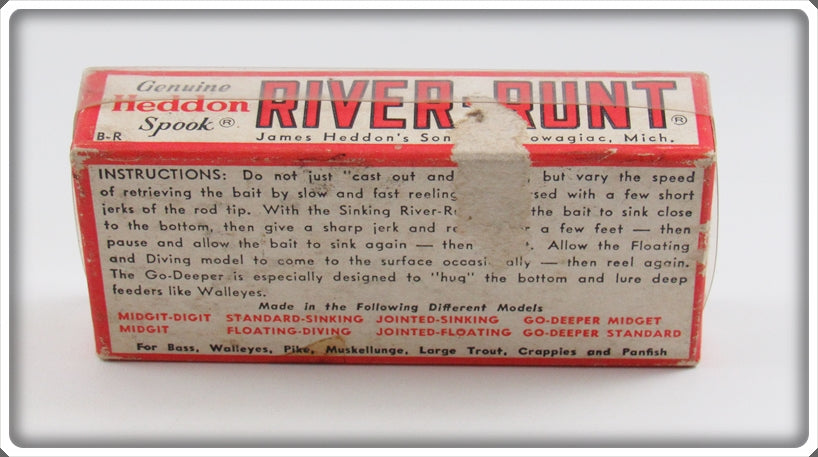 Genuine
Heddon RIVER-RUNT
Spook ® ®
B-R James Heddon's Son owagiac, Mich.
INSTRUCTIONS: Do not just "cast out and but vary the speed
of retrieving the bait by slow and fast reeling sed with a few short
jerks of the rod tip. With the Sinking River-Ru the bait to sink close
to the bottom, then give a sharp jerk and re a few feet — then
pause and allow the bait to sink again — then t. Allow the Floating
and Diving model to come to the surface occasi ally — then reel again.
The Go-Deeper is especially designed to "hug" the bottom and lure deep
feeders like Walleyes.
Made in the Following Different Models
MIDGIT-DIGIT STANDARD-SINKING JOINTED-SINKING GO-DEEPER MIDGET
MIDGIT FLOATING-DIVING JOINTED-FLOATING GO-DEEPER STANDARD
For Bass, Walleyes, Pike, Muskellunge, Large Trout, Crappies and Panfish